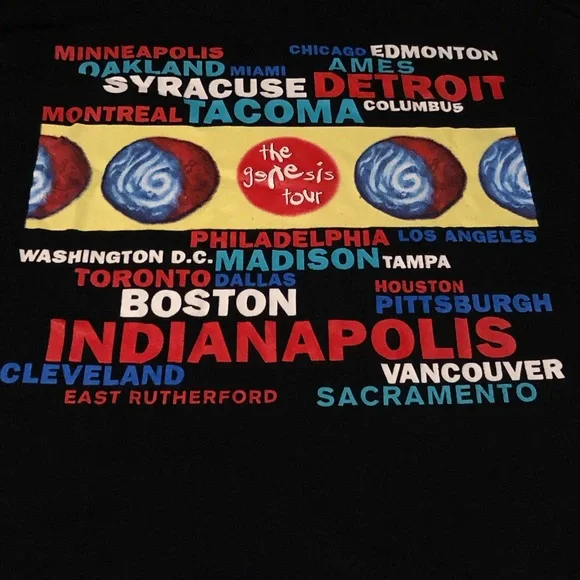 MINNEAPOLIS CHICAGO EDMONTON
OAKLAND MIAMI AMES
SYRACUSE DETROIT
MONTREAL TACOMA COLUMBUS
the
genesis
tour
PHILADELPHIA LOS ANGELES
WASHINGTON D.C. MADISON TAMPA
TORONTO DALLAS HOUSTON
BOSTON PITTSBURGH
INDIANAPOLIS
CLEVELAND VANCOUVER
EAST RUTHERFORD SACRAMENTO